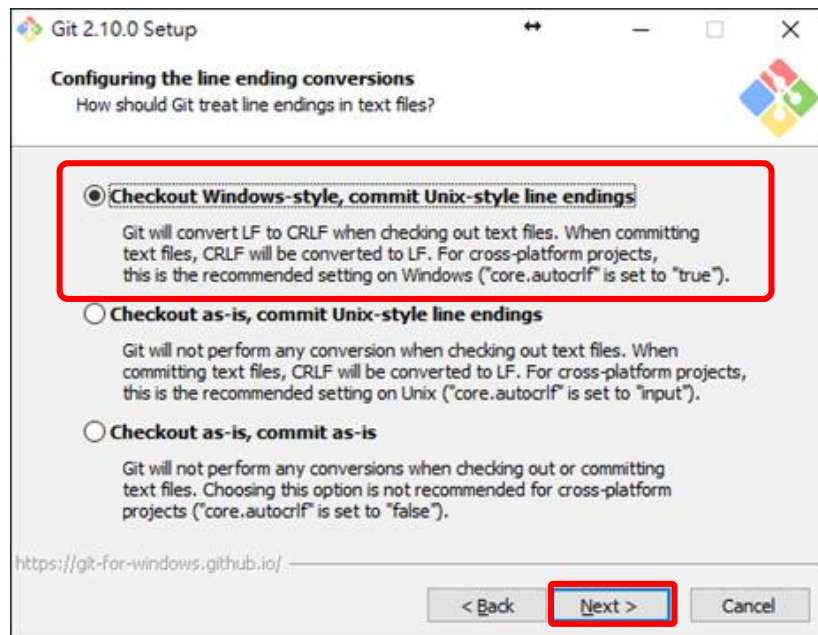 Git 2.10.0 Setup
Configuring the line ending conversions
How should Git treat line endings in text files?
Checkout Windows-style, commit Unix-style line endings
Git will convert LF to CRLF when checking out text files. When committing
text files, CRLF will be converted to LF. For cross-platform projects,
this is the recommended setting on Windows ("core.autocrlf" is set to "true").
Checkout as-is, commit Unix-style line endings
Git will not perform any conversion when checking out text files. When
committing text files, CRLF will be converted to LF. For cross-platform projects,
this is the recommended setting on Unix ("core.autocrlf" is set to "input").
Checkout as-is, commit as-is
Git will not perform any conversions when checking out or committing
text files. Choosing this option is not recommended for cross-platform
projects ("core.autocrlf" is set to "false").
https://git-for-windows.github.io/
< Back Next > Cancel